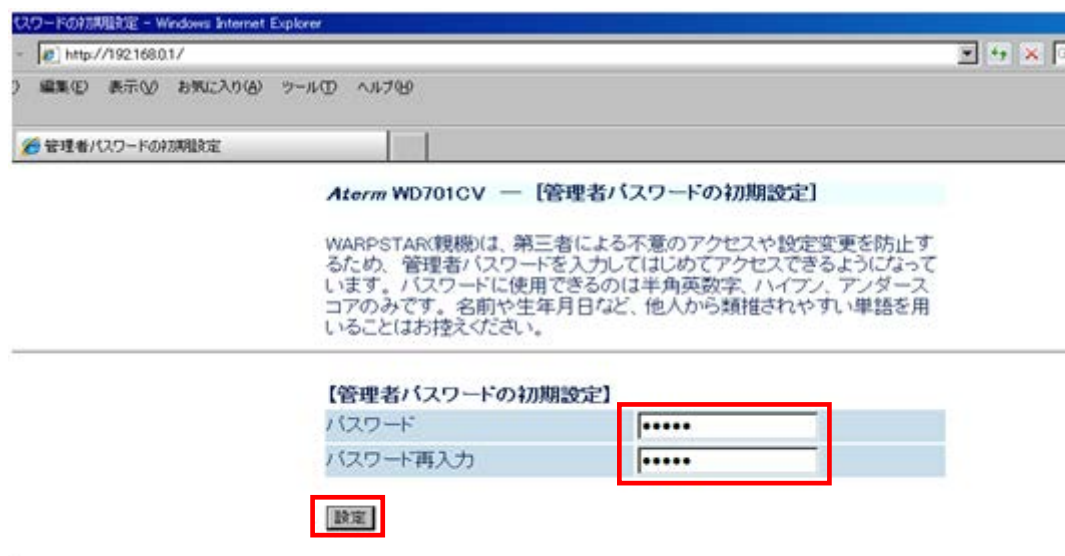 スワードの初期設定 - Windows Internet Explorer
http://192.168.0.1/
編集(E) 表示(V) お気に入り(A) ツール(T) ヘルプ(H)
管理者パスワードの初期設定
Aterm WD701CV ― [管理者パスワードの初期設定]
WARPSTAR(親機)は、第三者による不意のアクセスや設定変更を防止す
るため、管理者パスワードを入力してはじめてアクセスできるようになって
います。パスワードに使用できるのは半角英数字、ハイフン、アンダース
コアのみです。名前や生年月日など、他人から類推されやすい単語を用
いることはお控えください。
【管理者パスワードの初期設定】
パスワード •••••
パスワード再入力 •••••
設定